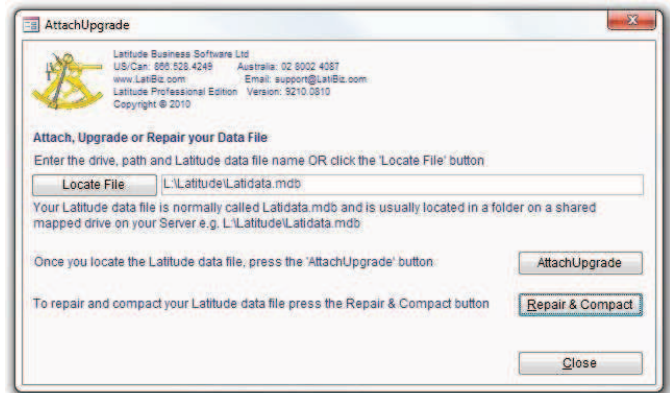 AttachUpgrade
Latitude Business Software Ltd
US/Can: 866.528.4249 Australia: 02 8002 4087
www.LatiBiz.com Email: support@LatiBiz.com
Latitude Professional Edition Version: 9210.0810
Copyright © 2010
Attach, Upgrade or Repair your Data File
Enter the drive, path and Latitude data file name OR click the 'Locate File' button
Locate File L:\Latitude\Latidata.mdb
Your Latitude data file is normally called Latidata.mdb and is usually located in a folder on a shared
mapped drive on your Server e.g. L:\Latitude\Latidata.mdb
Once you locate the Latitude data file, press the 'AttachUpgrade' button AttachUpgrade
To repair and compact your Latitude data file press the Repair & Compact button Repair & Compact
Close